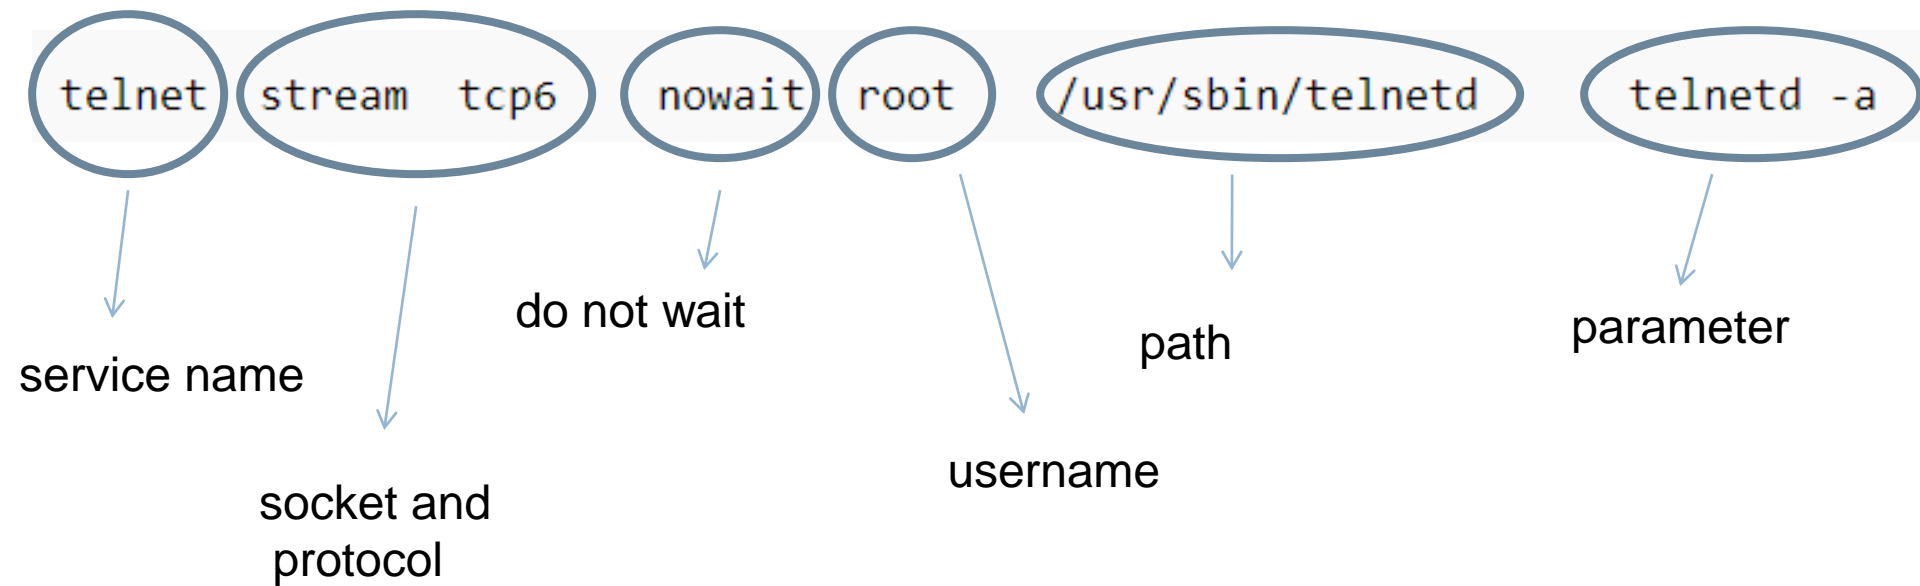 telnet stream tcp6 nowait root /usr/sbin/telnetd telnetd -a
do not wait
path
parameter
service name
username
socket and
protocol